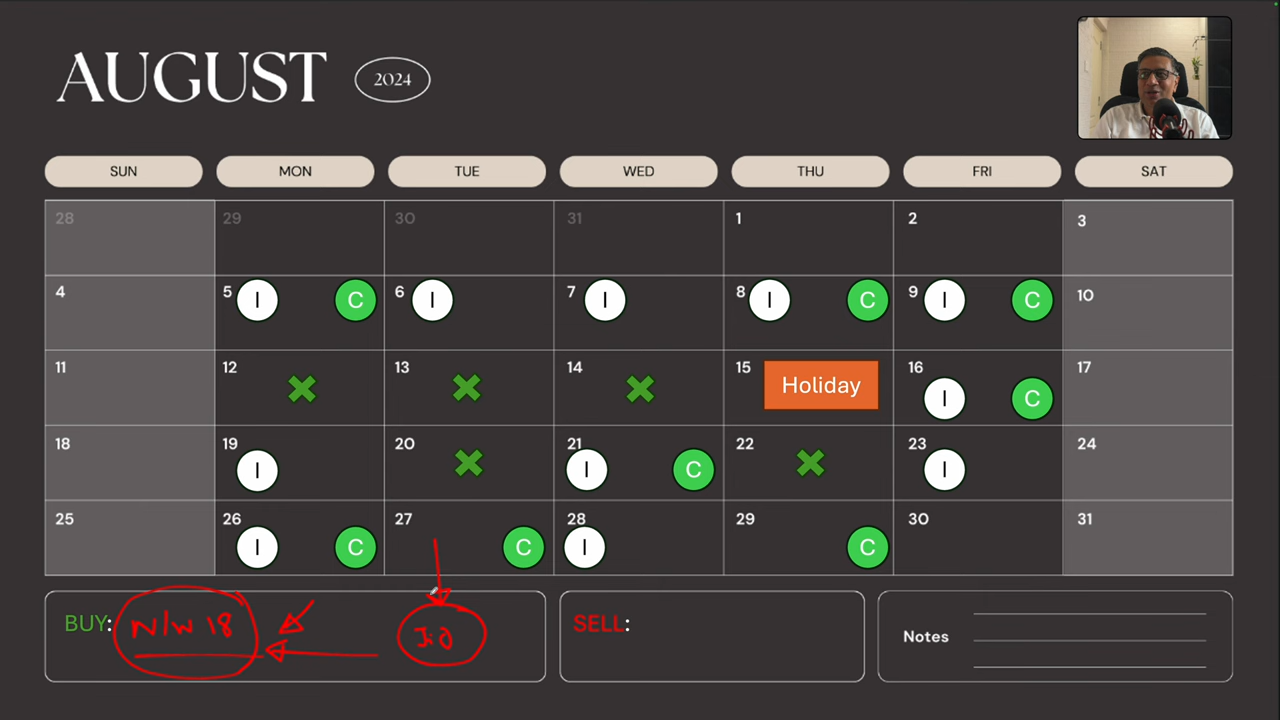 AUGUST 2024
SUN MON TUE WED THU FRI SAT
28 29 30 31 1 2 3
4 5 I C 6 I 7 I 8 I C 9 I C 10
11 12 13 14 15 Holiday 16 I C 17
18 19 I 20 21 I C 22 23 I 24
25 26 I C 27 C 28 I 29 C 30 31
BUY: N/W 18 Jio
SELL:
Notes